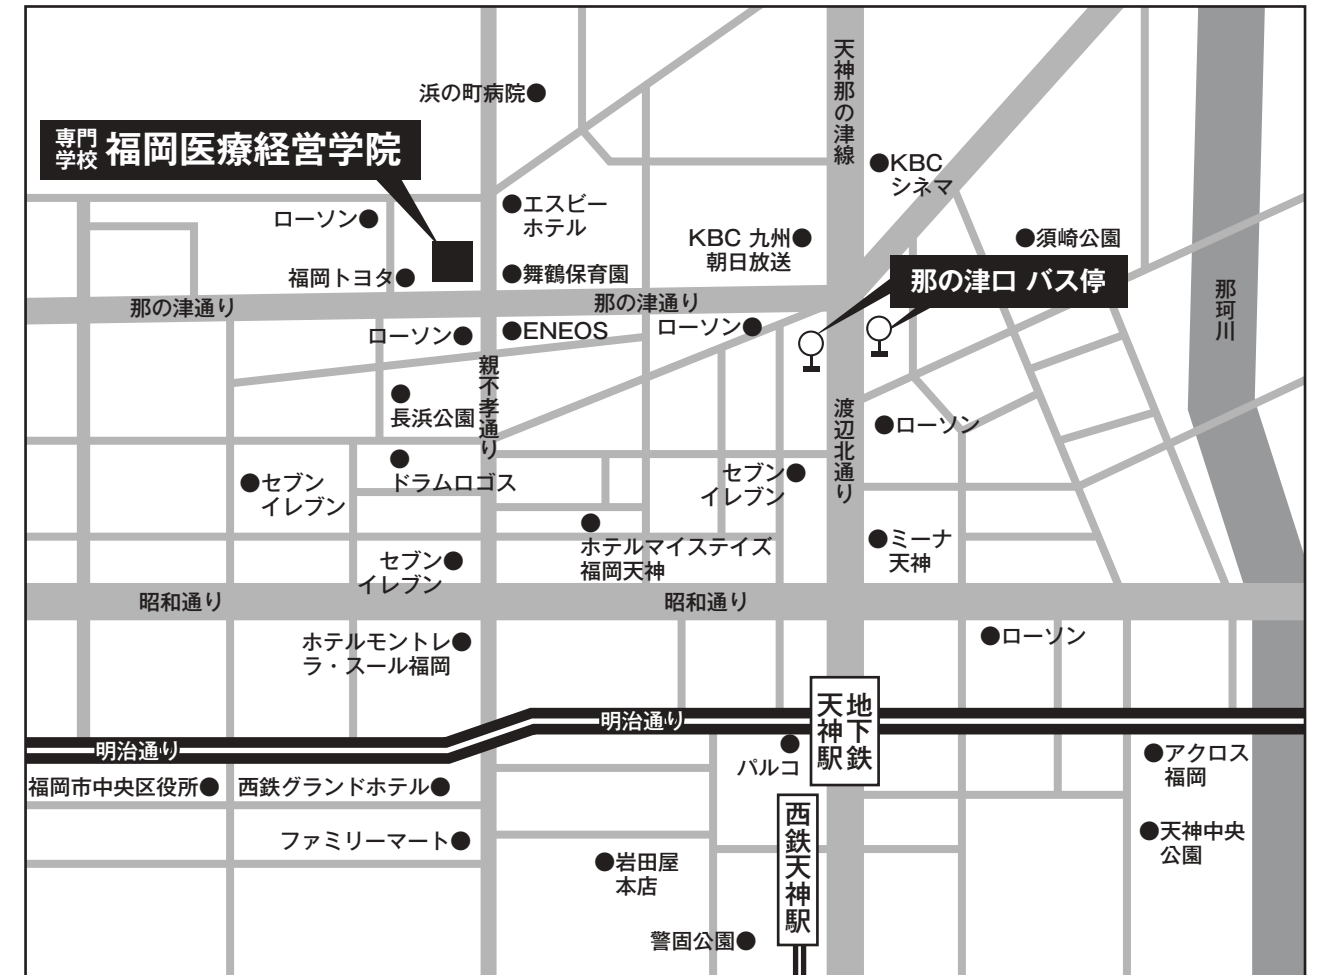 浜の町病院
天神那の津線
専門
学校
福岡医療経営学院
KBC
シネマ
ローソン
エスビー
ホテル
KBC 九州
朝日放送
須崎公園
福岡トヨタ
舞鶴保育園
那の津口 バス停
那の津通り
那の津通り
那珂川
ローソン
ENEOS
ローソン
親不孝通り
長浜公園
渡辺北通り
ローソン
ドラムロゴス
セブン
イレブン
セブン
イレブン
ホテルマイステイズ
福岡天神
ミーナ
天神
セブン
イレブン
昭和通り
昭和通り
ホテルモントレ
ラ・スール福岡
ローソン
地下鉄
天神駅
明治通り
明治通り
パルコ
アクロス
福岡
福岡市中央区役所
西鉄グランドホテル
西鉄天神駅
ファミリーマート
天神中央
公園
岩田屋
本店
警固公園